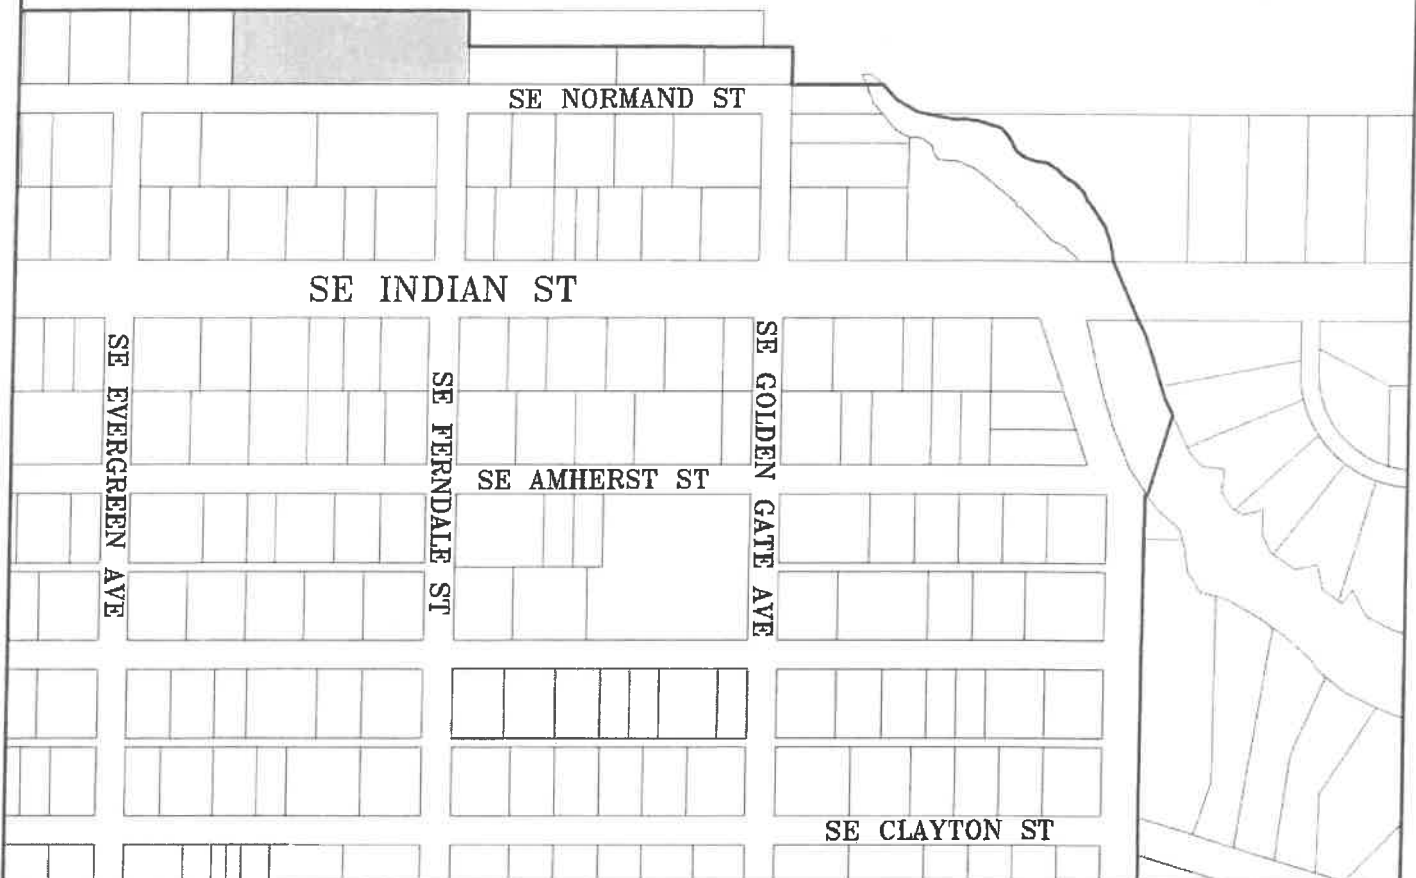 SE NORMAND ST
SE INDIAN ST
SE EVERGREEN AVE
SE FERNDALE ST
SE GOLDEN GATE AVE
SE AMHERST ST
SE CLAYTON ST